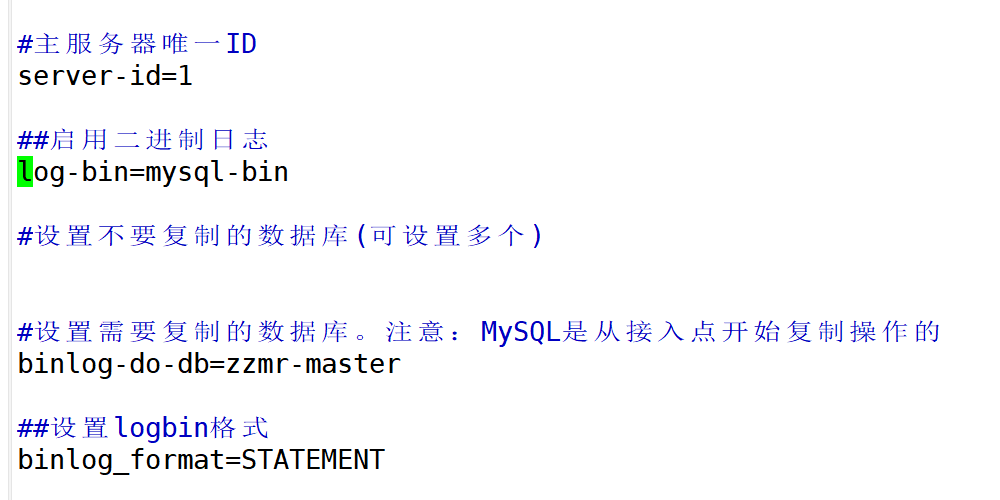 #主服务器唯一ID
server-id=1
##启用二进制日志
log-bin=mysql-bin
#设置不要复制的数据库(可设置多个)
#设置需要复制的数据库。注意：MySQL是从接入点开始复制操作的
binlog-do-db=zzmr-master
##设置logbin格式
binlog_format=STATEMENT